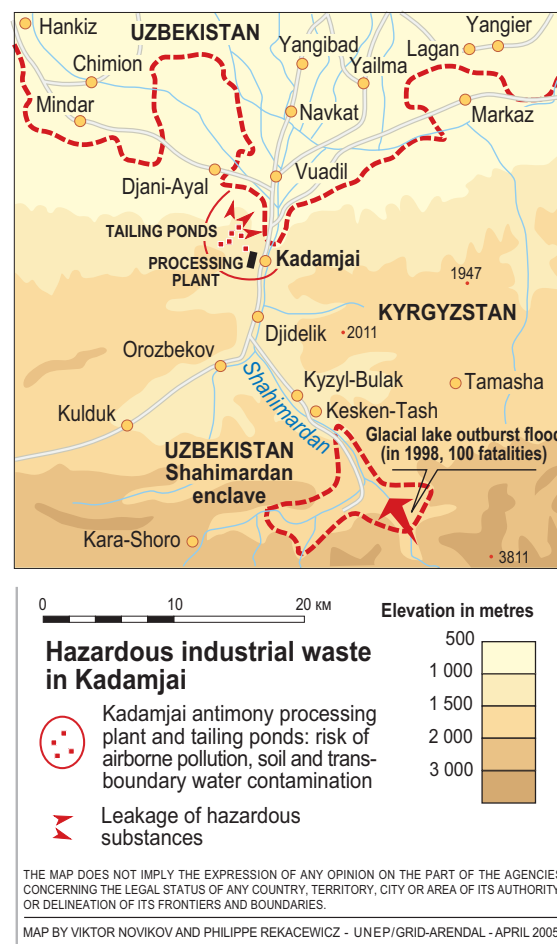 Hankiz
UZBEKISTAN
Yangier
Yangibad
Lagan
Chimion
Yailma
Mindar
Navkat
Markaz
Djani-Ayal
Vuadil
TAILING PONDS
PROCESSING
PLANT
Kadamjai
1947
KYRGYZSTAN
Djidelik
2011
Orozbekov
Shahimardan
Kyzyl-Bulak
Tamasha
Kesken-Tash
Kulduk
Glacial lake outburst flood
(in 1998, 100 fatalities)
UZBEKISTAN
Shahimardan
enclave
Kara-Shoro
3811
0 10 20 KM
Elevation in metres
500
1 000
1 500
2 000
3 000
Hazardous industrial waste
in Kadamjai
Kadamjai antimony processing
plant and tailing ponds: risk of
airborne pollution, soil and trans-
boundary water contamination
Leakage of hazardous
substances
THE MAP DOES NOT IMPLY THE EXPRESSION OF ANY OPINION ON THE PART OF THE AGENCIES
CONCERNING THE LEGAL STATUS OF ANY COUNTRY, TERRITORY, CITY OR AREA OF ITS AUTHORITY,
OR DELINEATION OF ITS FRONTIERS AND BOUNDARIES.
MAP BY VIKTOR NOVIKOV AND PHILIPPE REKACEWICZ - UNEP/GRID-ARENDAL - APRIL 2005